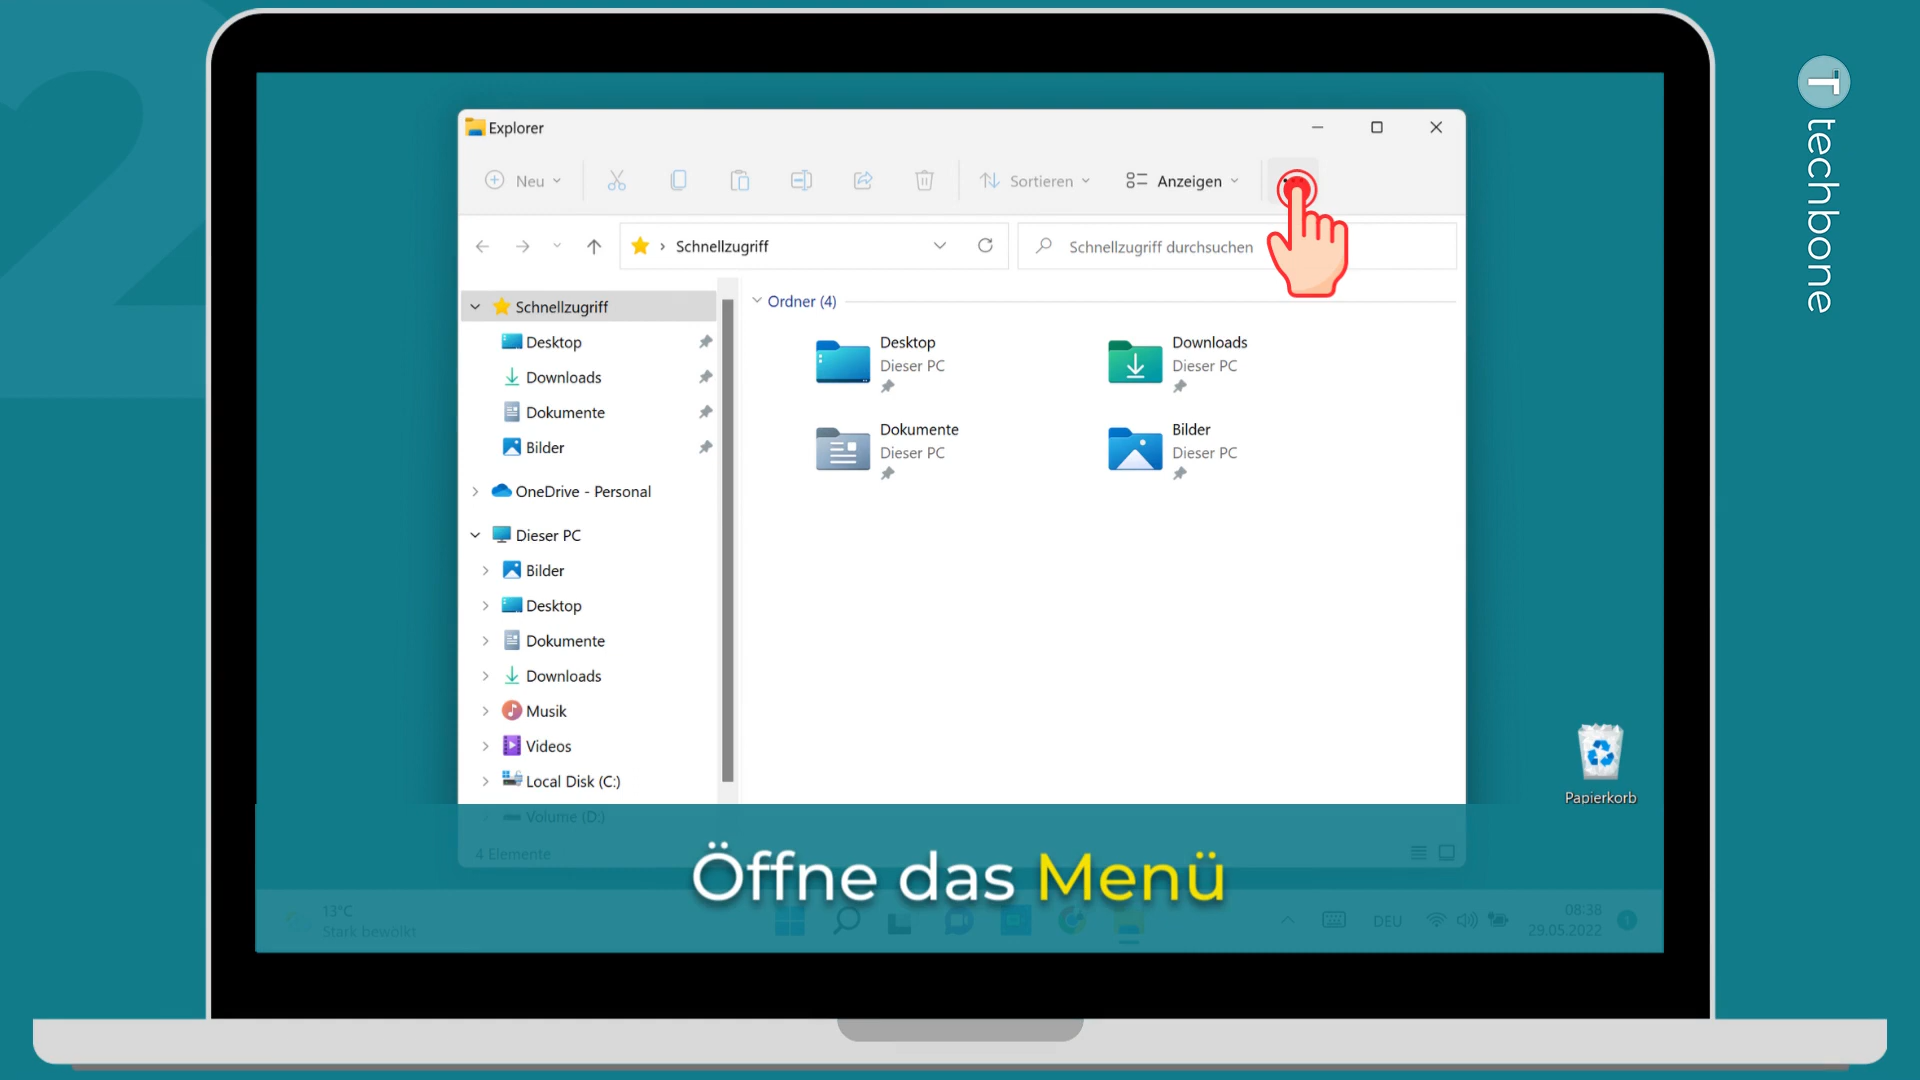 2
techbone
Explorer
Neu
Sortieren
Anzeigen
Schnellzugriff
Schnellzugriff durchsuchen
Schnellzugriff
Desktop
Downloads
Dokumente
Bilder
OneDrive - Personal
Dieser PC
Bilder
Desktop
Dokumente
Downloads
Musik
Videos
Local Disk (C:)
Volume (D:)
4 Elemente
Ordner (4)
Desktop
Dieser PC
Downloads
Dieser PC
Dokumente
Dieser PC
Bilder
Dieser PC
Papierkorb
Öffne das Menü
13°C
Stark bewölkt
DEU
08:38
29.05.2022
1